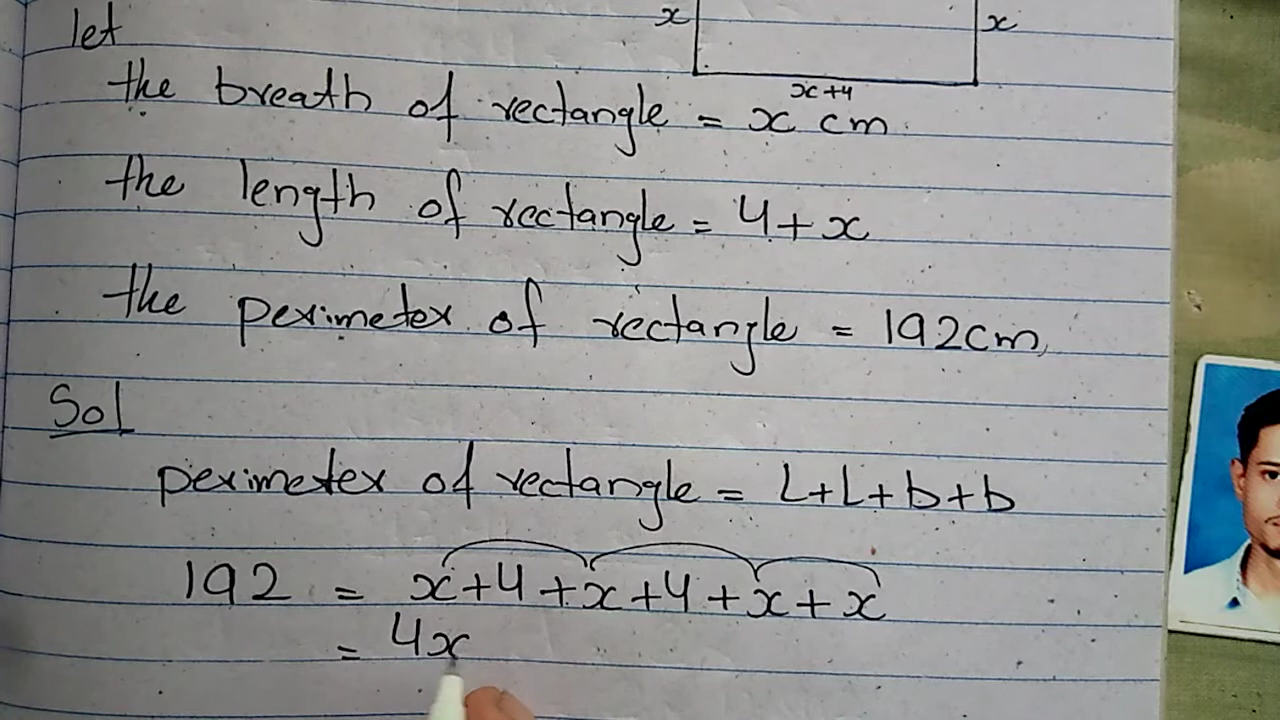 x x
let
x+4
the breath of rectangle = x cm.
the length of rectangle = 4+x
the perimeter of rectangle = 192cm,
Sol
perimeter of rectangle = L+L+b+b
192 = x+4+x+4+x+x
= 4x